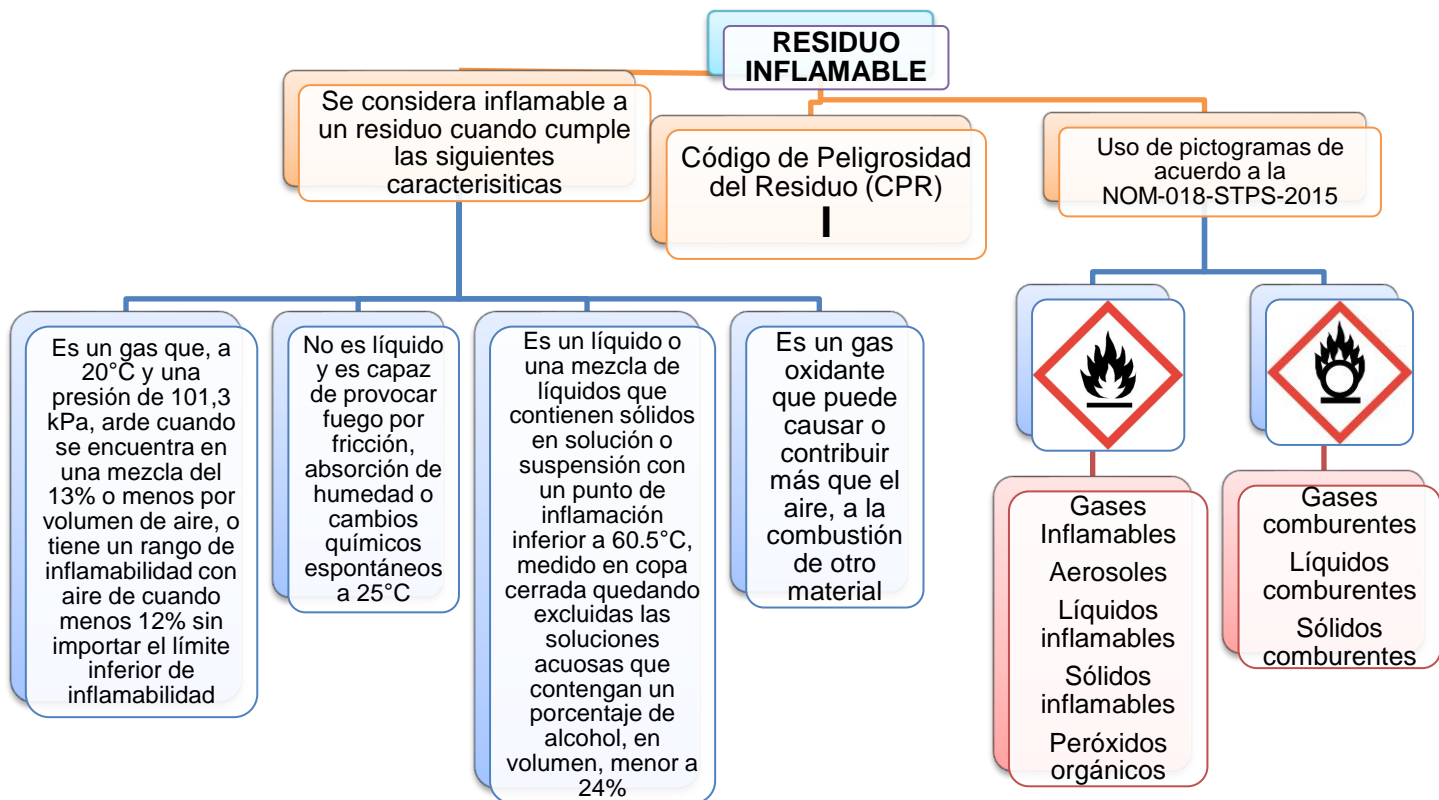 RESIDUO
INFLAMABLE
Se considera inflamable a
un residuo cuando cumple
las siguientes
caracterisiticas
Código de Peligrosidad
del Residuo (CPR)
I
Uso de pictogramas de
acuerdo a la
NOM-018-STPS-2015
Es un gas que, a
20°C y una
presión de 101,3
kPa, arde cuando
se encuentra en
una mezcla del
13% o menos por
volumen de aire, o
tiene un rango de
inflamabilidad con
aire de cuando
menos 12% sin
importar el límite
inferior de
inflamabilidad
No es líquido
y es capaz
de provocar
fuego por
fricción,
absorción de
humedad o
cambios
químicos
espontáneos
a 25°C
Es un líquido o
una mezcla de
líquidos que
contienen sólidos
en solución o
suspensión con
un punto de
inflamación
inferior a 60.5°C,
medido en copa
cerrada quedando
excluidas las
soluciones
acuosas que
contengan un
porcentaje de
alcohol, en
volumen, menor a
24%
Es un gas
oxidante
que puede
causar o
contribuir
más que el
aire, a la
combustión
de otro
material
Gases
Inflamables
Aerosoles
Líquidos
inflamables
Sólidos
inflamables
Peróxidos
orgánicos
Gases
comburentes
Líquidos
comburentes
Sólidos
comburentes